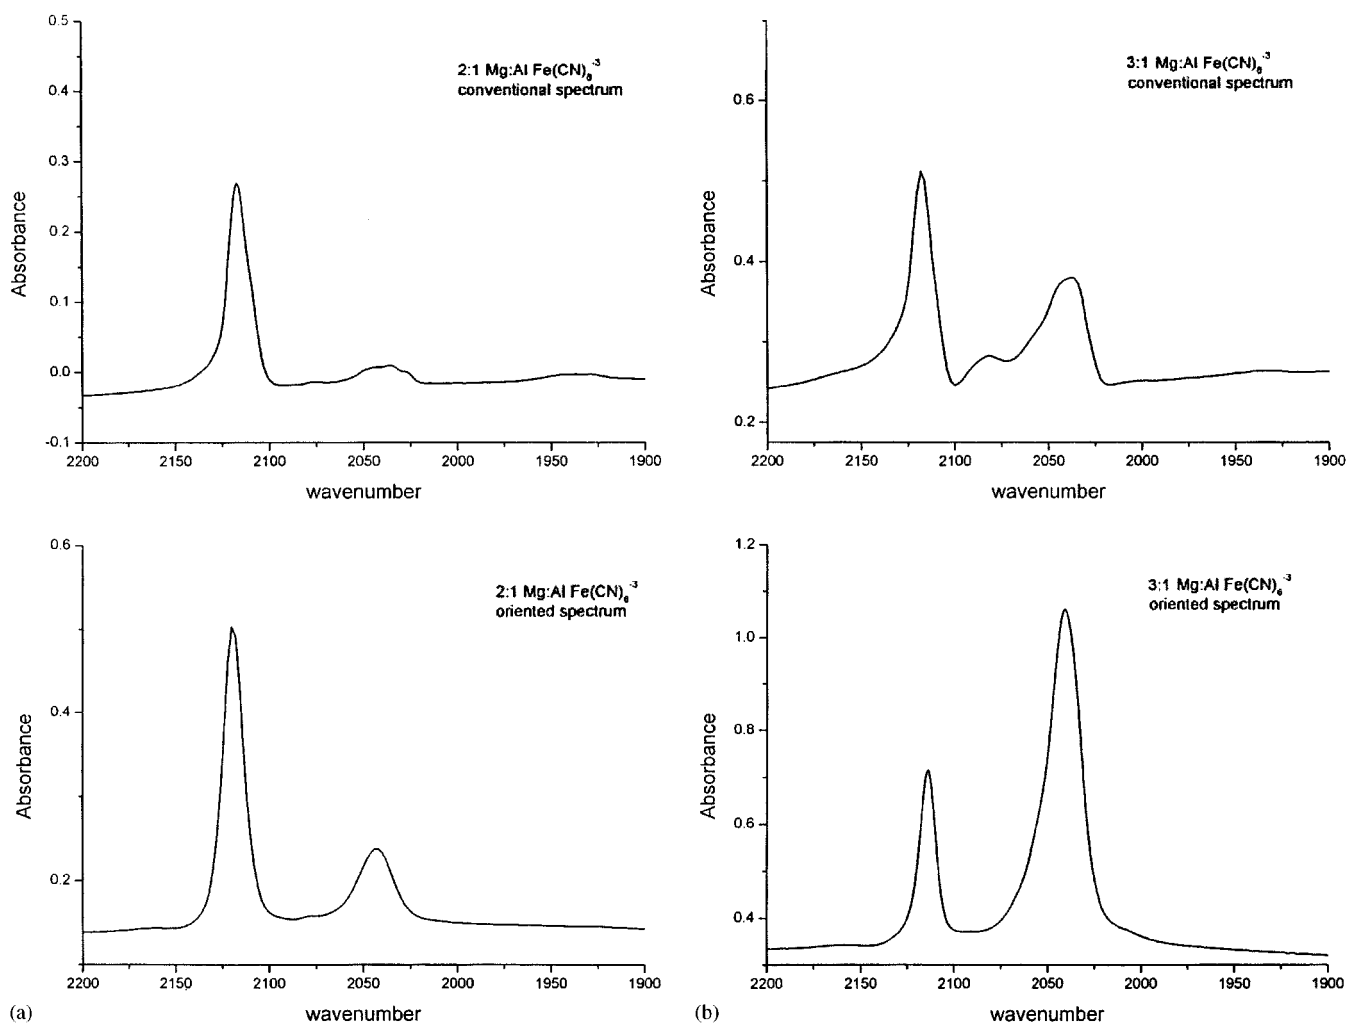 2:1 Mg:Al Fe(CN)₆⁻³
conventional spectrum
0.5
0.4
0.3
0.2
0.1
0.0
-0.1
Absorbance
2200 2150 2100 2050 2000 1950 1900
wavenumber
3:1 Mg:Al Fe(CN)₆⁻³
conventional spectrum
0.6
0.4
0.2
Absorbance
2200 2150 2100 2050 2000 1950 1900
wavenumber
2:1 Mg:Al Fe(CN)₆⁻³
oriented spectrum
0.6
0.4
0.2
Absorbance
2200 2150 2100 2050 2000 1950 1900
wavenumber
(a)
3:1 Mg:Al Fe(CN)₆⁻³
oriented spectrum
1.2
1.0
0.8
0.6
0.4
Absorbance
2200 2150 2100 2050 2000 1950 1900
wavenumber
(b)